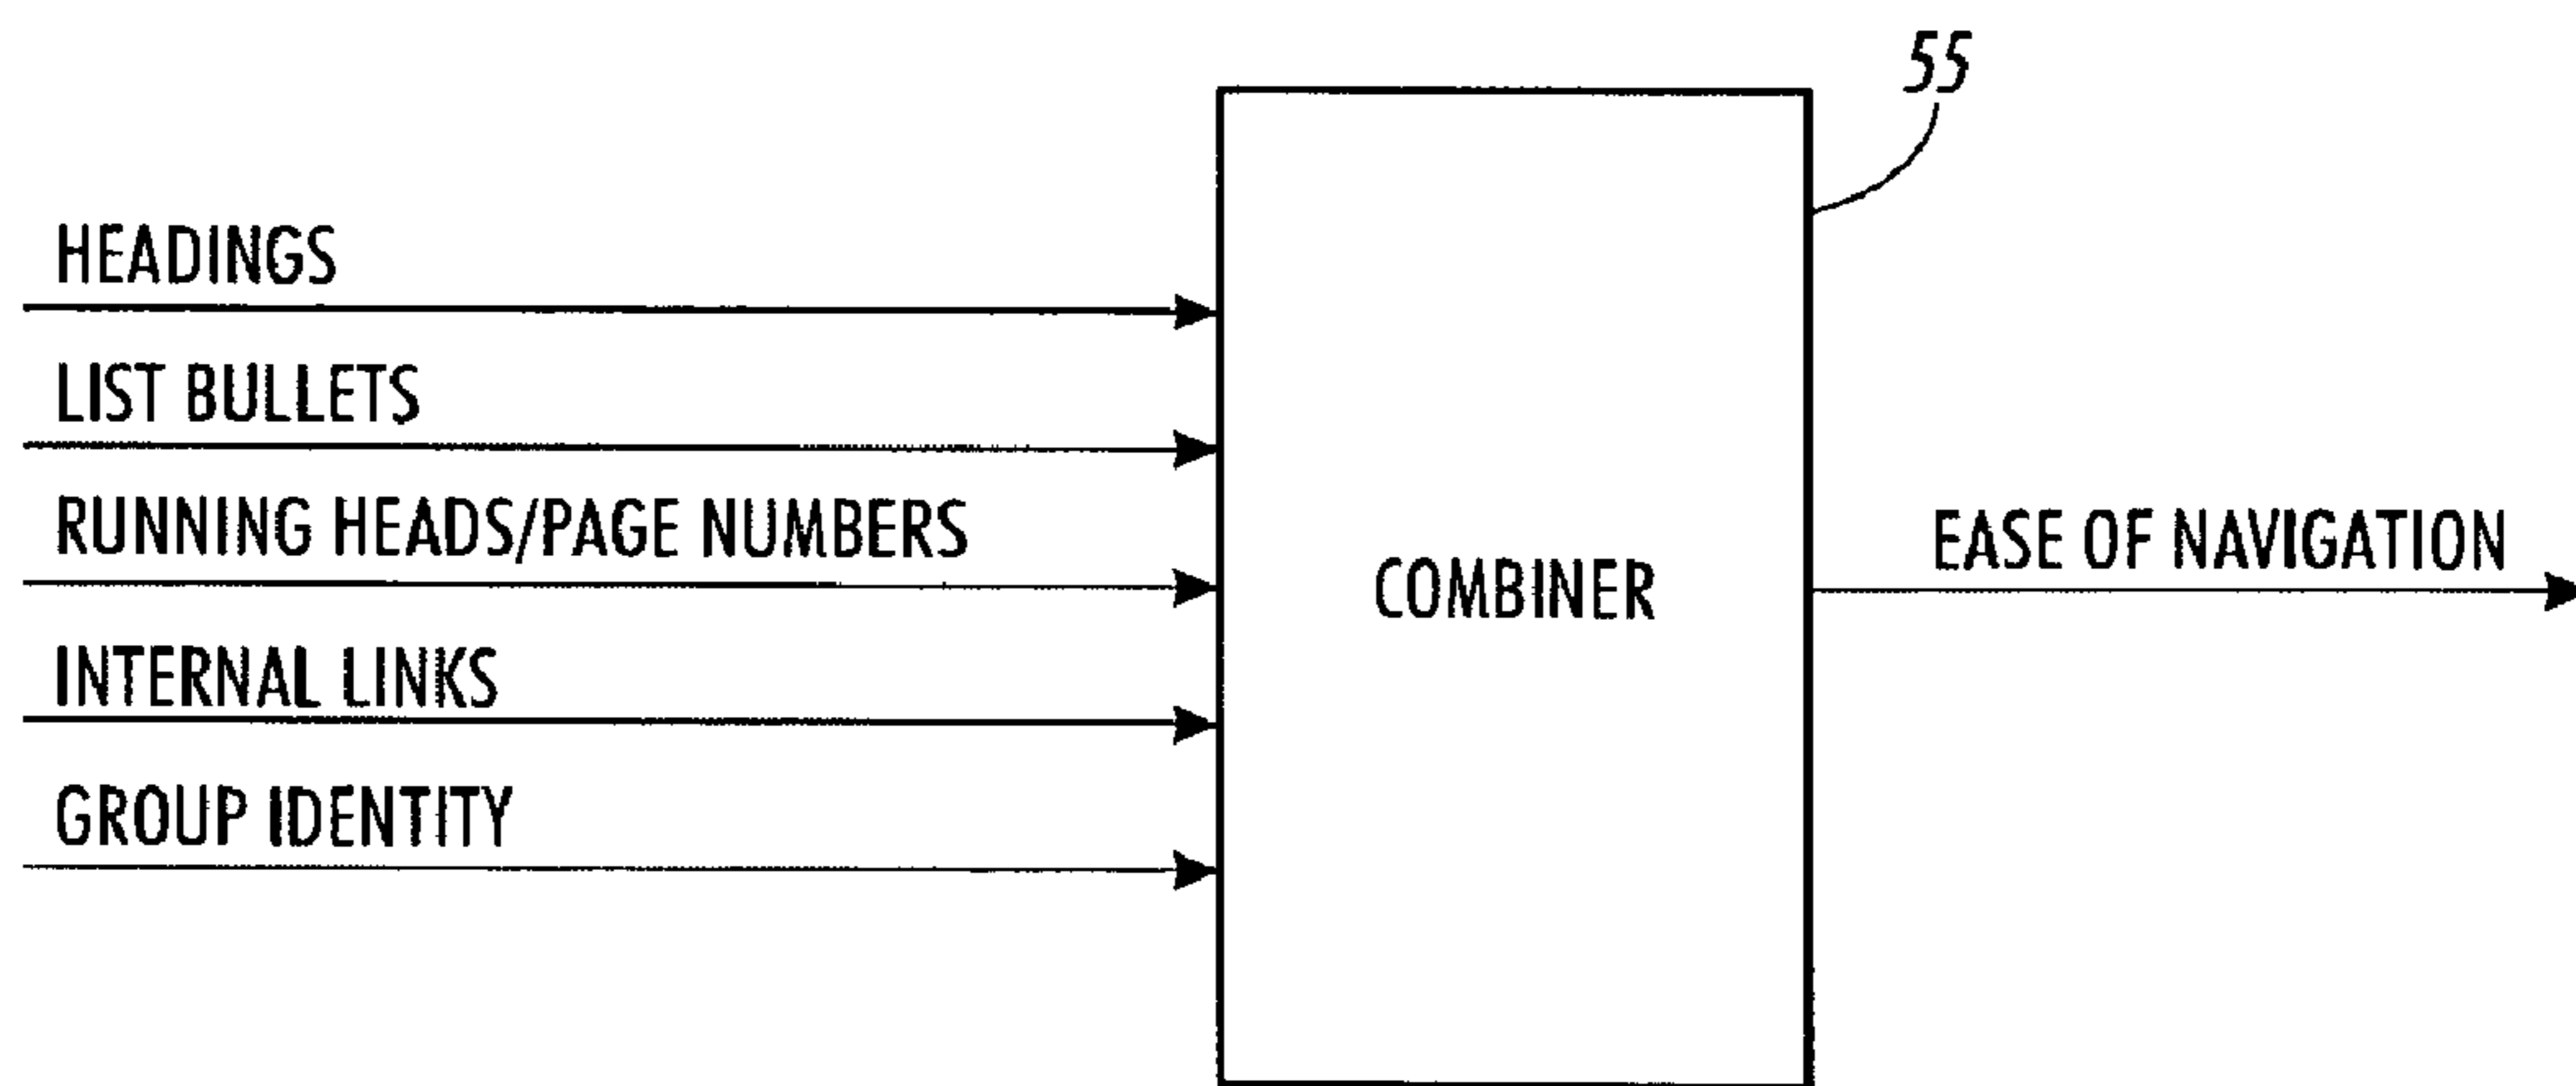 55
HEADINGS
LIST BULLETS
RUNNING HEADS/PAGE NUMBERS
INTERNAL LINKS
GROUP IDENTITY
COMBINER
EASE OF NAVIGATION